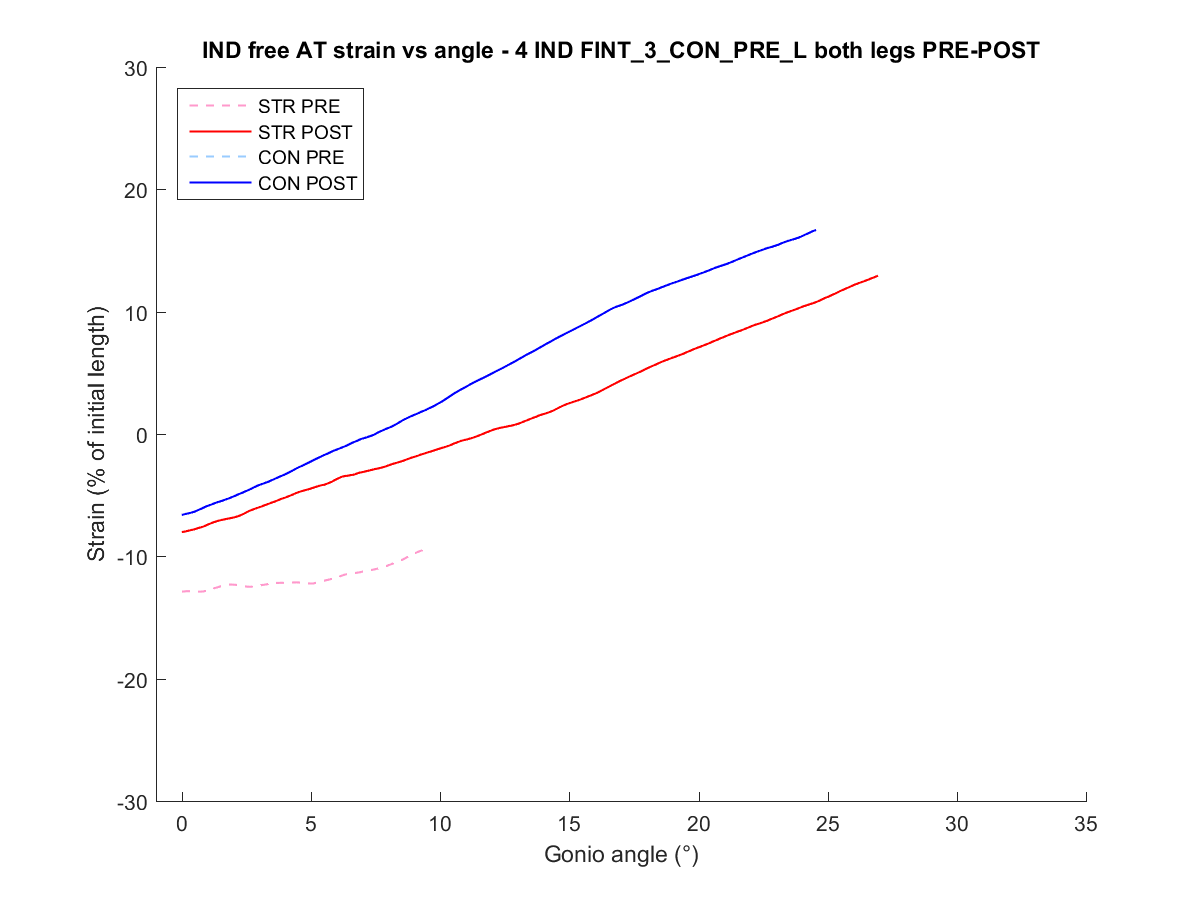 IND free AT strain vs angle - 4 IND FINT_3_CON_PRE_L both legs PRE-POST
30
20
10
0
-10
-20
-30
Strain (% of initial length)
STR PRE
STR POST
CON PRE
CON POST
0 5 10 15 20 25 30 35
Gonio angle (°)